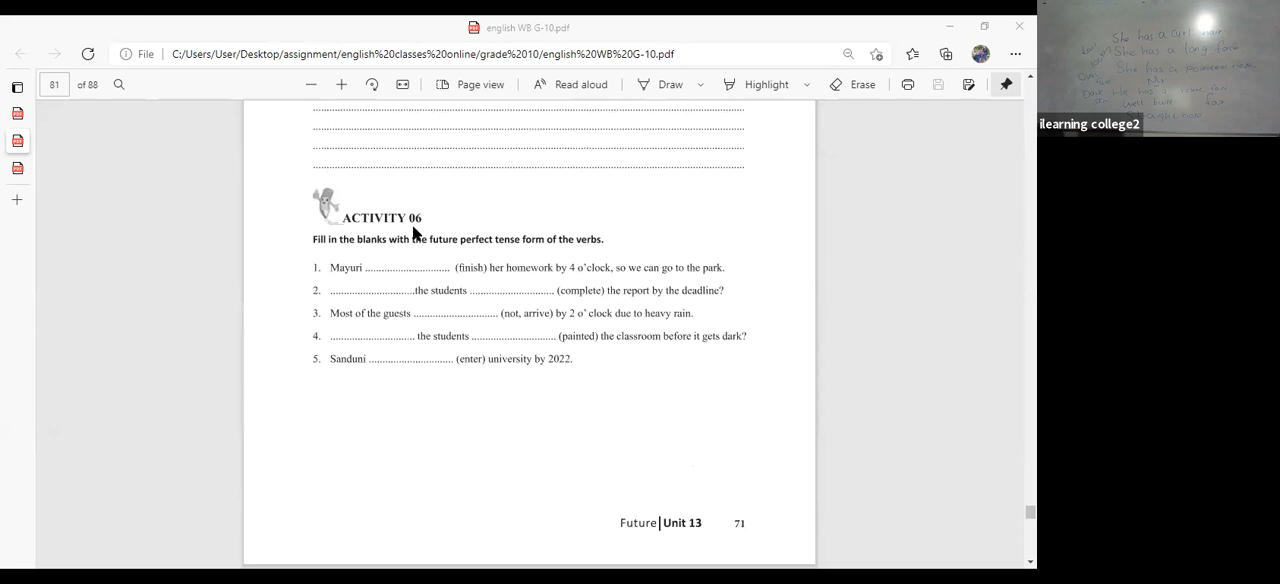 english WB G-10.pdf
File C:/Users/User/Desktop/assignment/english%20classes%20online/grade%2010/english%20WB%20G-10.pdf
81 of 88 Page view Read aloud Draw Highlight Erase
ACTIVITY 06
Fill in the blanks with the future perfect tense form of the verbs.
1. Mayuri .............................. (finish) her homework by 4 o'clock, so we can go to the park.
2. ..............................the students .............................. (complete) the report by the deadline?
3. Most of the guests .............................. (not, arrive) by 2 o' clock due to heavy rain.
4. .............................. the students .............................. (painted) the classroom before it gets dark?
5. Sanduni .............................. (enter) university by 2022.
Future Unit 13 71
She has a
She has a long
She has a
ilearning college2